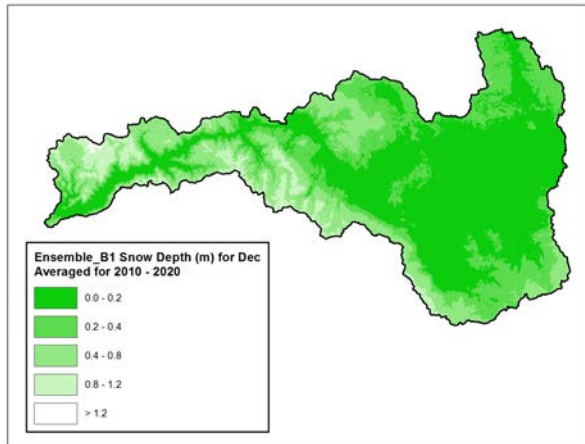 Ensemble_B1 Snow Depth (m) for Dec
Averaged for 2010 - 2020
0.0 - 0.2
0.2 - 0.4
0.4 - 0.8
0.8 - 1.2
> 1.2